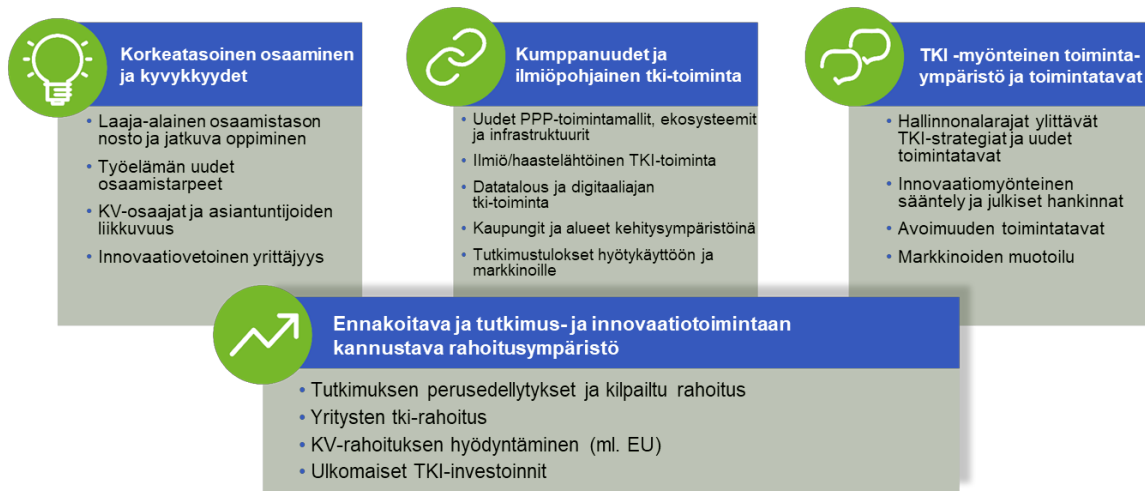 Korkeatasoinen osaaminen
ja kyvykkyydet
• Laaja-alainen osaamistason
nosto ja jatkuva oppiminen
• Työelämän uudet
osaamistarpeet
• KV-osaajat ja asiantuntijoiden
liikkuvuus
• Innovaatiovetoinen yrittäjyys
Kumppanuudet ja
ilmiöpohjainen tki-toiminta
• Uudet PPP-toimintamallit, ekosysteemit
ja infrastruktuurit
• Ilmiö/haastelähtöinen TKI-toiminta
• Datatalous ja digitaaliajan
tki-toiminta
• Kaupungit ja alueet kehitysympäristöinä
• Tutkimustulokset hyötykäyttöön ja
markkinoille
TKI -myönteinen toiminta-
ympäristö ja toimintatavat
• Hallinnonalarajat ylittävät
TKI-strategiat ja uudet
toimintatavat
• Innovaatiomyönteinen
sääntely ja julkiset hankinnat
• Avoimuuden toimintatavat
• Markkinoiden muotoilu
Ennakoitava ja tutkimus- ja innovaatiotoimintaan
kannustava rahoitusympäristö
• Tutkimuksen perusedellytykset ja kilpailtu rahoitus
• Yritysten tki-rahoitus
• KV-rahoituksen hyödyntäminen (ml. EU)
• Ulkomaiset TKI-investoinnit